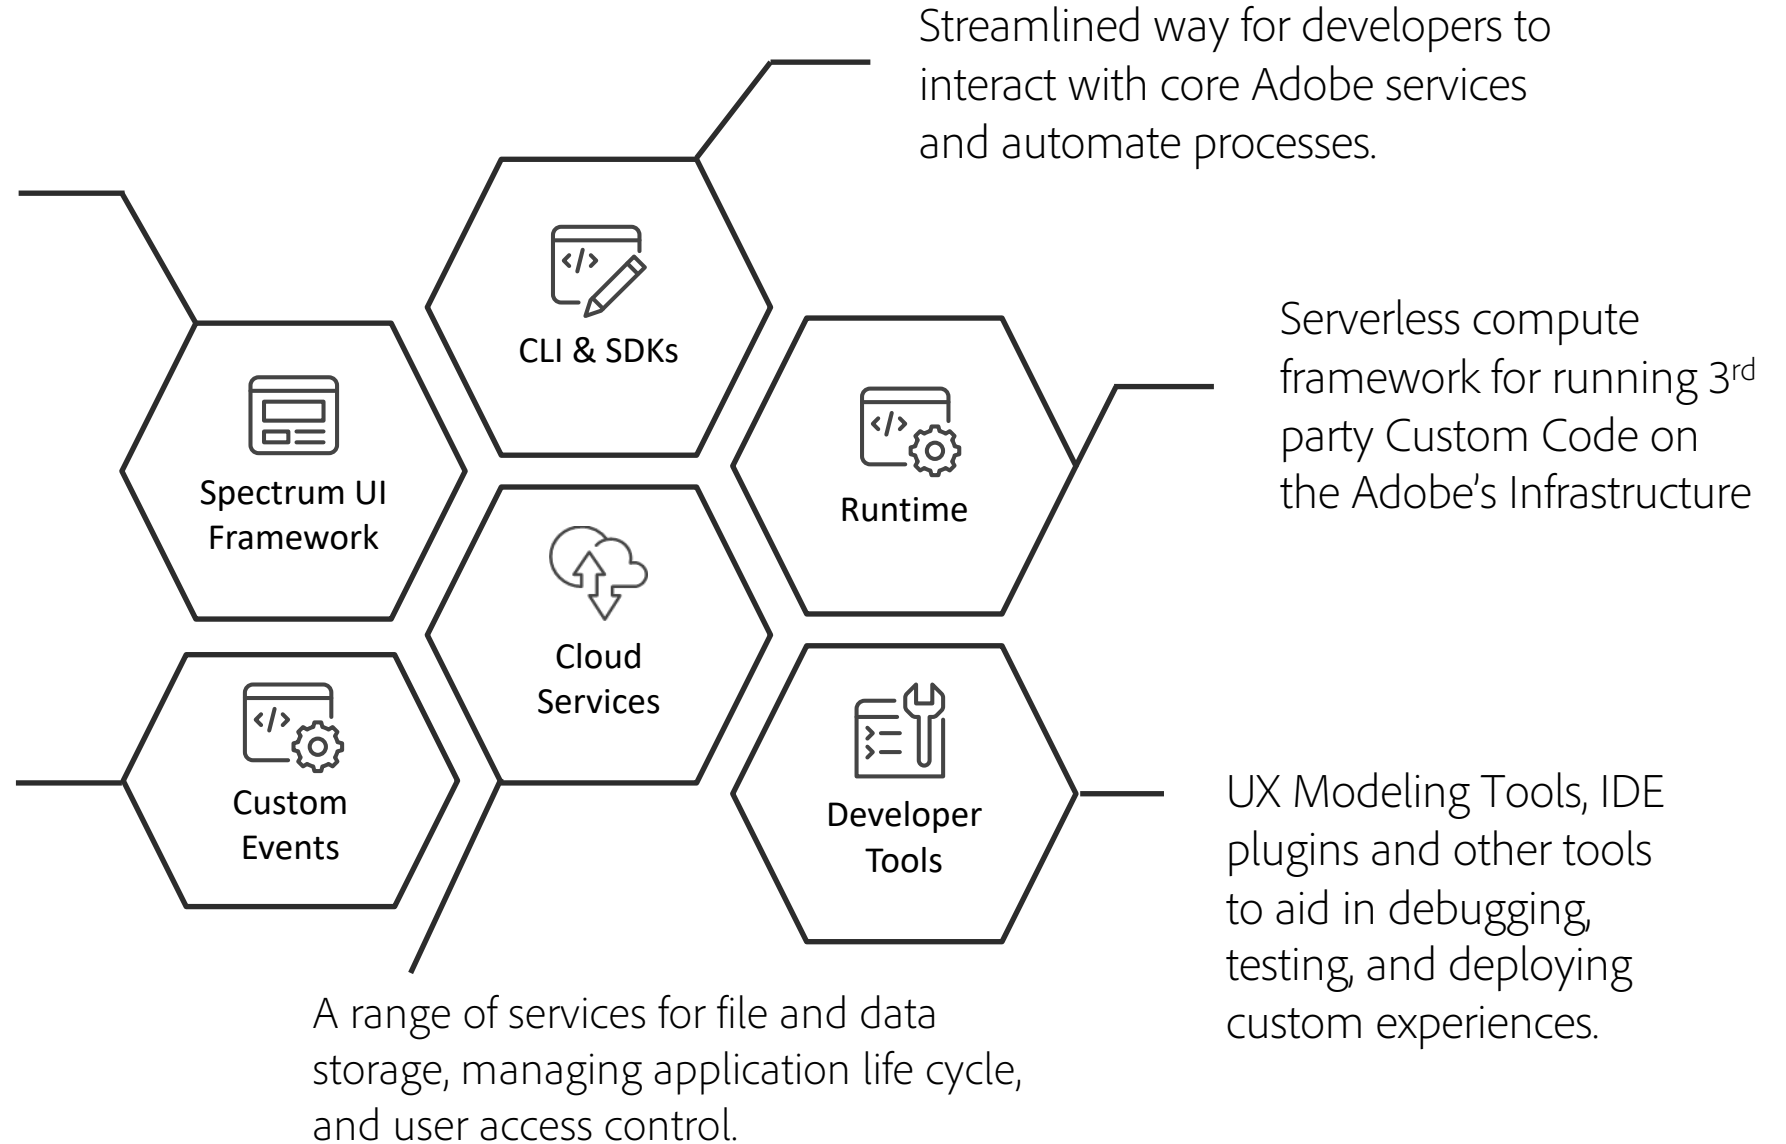 Streamlined way for developers to
interact with core Adobe services
and automate processes.
CLI & SDKs
Serverless compute
framework for running 3rd
party Custom Code on
the Adobe’s Infrastructure
Spectrum UI
Framework
Runtime
Cloud
Services
Custom
Events
Developer
Tools
UX Modeling Tools, IDE
plugins and other tools
to aid in debugging,
testing, and deploying
custom experiences.
A range of services for file and data
storage, managing application life cycle,
and user access control.